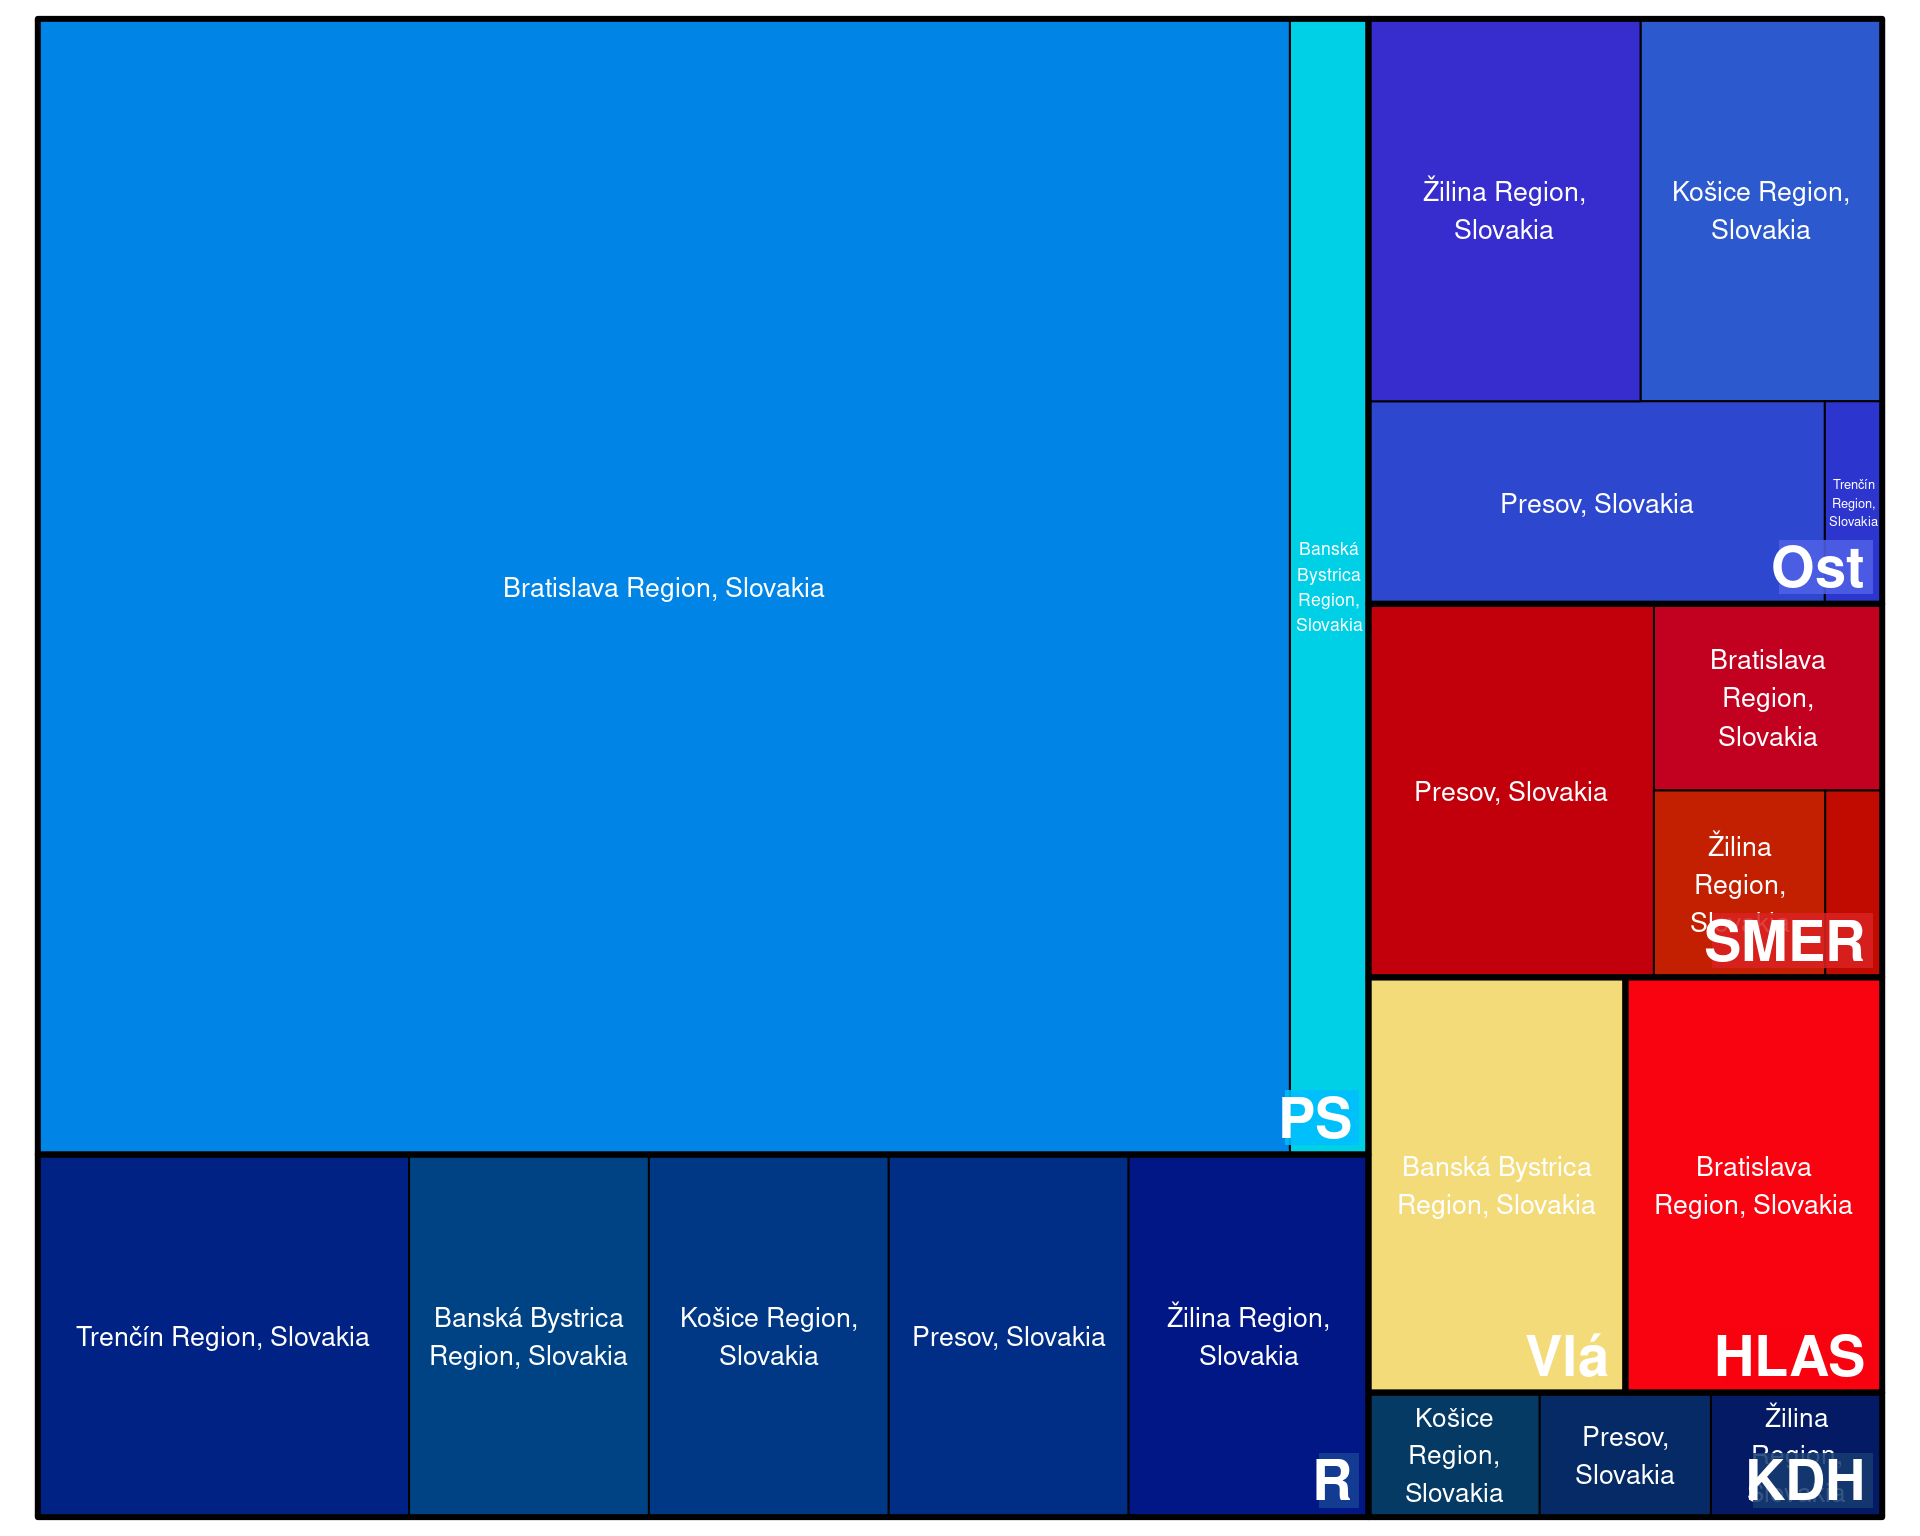 Bratislava Region, Slovakia
Banská
Bystrica
Region,
Slovakia
PS
Trenčín Region, Slovakia
Banská Bystrica
Region, Slovakia
Košice Region,
Slovakia
Presov, Slovakia
Žilina Region,
Slovakia
R
Žilina Region,
Slovakia
Košice Region,
Slovakia
Presov, Slovakia
Trenčín
Region,
Slovakia
Ost
Presov, Slovakia
Bratislava
Region,
Slovakia
Žilina
Region,
Slovakia
SMER
Banská Bystrica
Region, Slovakia
Vlá
Bratislava
Region, Slovakia
HLAS
Košice
Region,
Slovakia
Presov,
Slovakia
Žilina
Region,
Slovakia
KDH